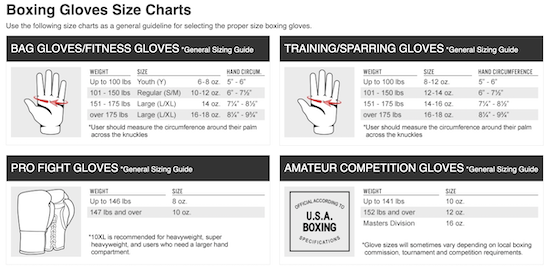 Boxing Gloves Size Charts
Use the following size charts as a general guideline for selecting the proper size boxing gloves.
BAG GLOVES/FITNESS GLOVES *General Sizing Guide
WEIGHT SIZE HAND CIRCUM.
Up to 100 lbs Youth (Y) 6-8 oz. 5" - 6"
101 - 150 lbs Regular (S/M) 10-12 oz. 6" - 7½"
151 - 175 lbs Large (L/XL) 14 oz. 7¼" - 8½"
over 175 lbs Large (L/XL) 16-18 oz. 8¼" - 9¾"
*User should measure the circumference around their palm
across the knuckles
TRAINING/SPARRING GLOVES *General Sizing Guide
WEIGHT SIZE HAND CIRCUMFERENCE
Up to 100 lbs 8-12 oz. 5" - 6"
101 - 150 lbs 12-14 oz. 6" - 7½"
151 - 175 lbs 14-16 oz. 7¼" - 8½"
over 175 lbs 16-18 oz. 8¼" - 9¾"
*User should measure the circumference around their palm
across the knuckles
PRO FIGHT GLOVES *General Sizing Guide
WEIGHT SIZE
Up to 146 lbs 8 oz.
147 lbs and over 10 oz.
*10XL is recommended for heavyweight, super
heavyweight, and users who need a larger hand
compartment.
AMATEUR COMPETITION GLOVES *General Sizing Guide
OFFICIAL ACCORDING TO
U.S.A.
BOXING
SPECIFICATIONS
WEIGHT SIZE
Up to 141 lbs 10 oz.
152 lbs and over 12 oz.
Masters Division 16 oz.
*Glove sizes will sometimes vary depending on local boxing
commission, tournament and competition requirements.